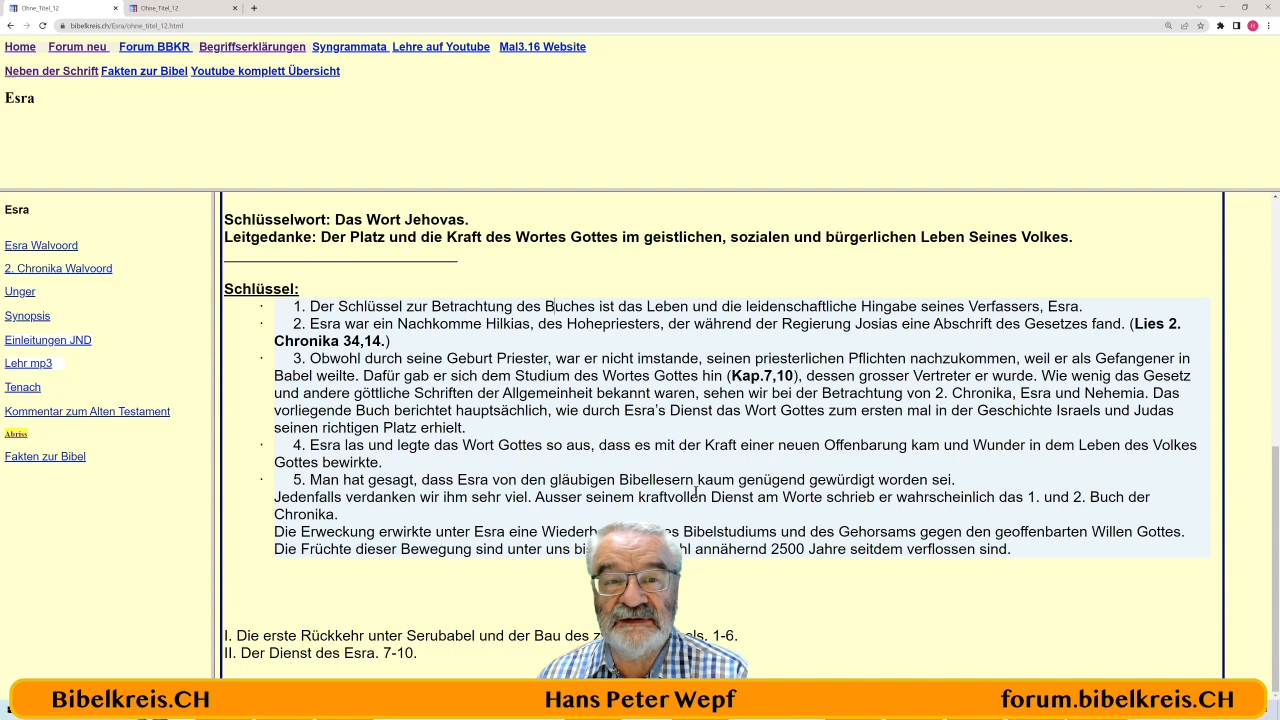 Ohne_Titel_12
Ohne_Titel_12
bibelkreis.ch/Esra/ohne_titel_12.html
H
Home Forum neu Forum BBKR Begriffserklärungen Syngrammata Lehre auf Youtube Mal3.16 Website
Neben der Schrift Fakten zur Bibel Youtube komplett Übersicht
Esra
Esra
Esra Walvoord
2. Chronika Walvoord
Unger
Synopsis
Einleitungen JND
Lehr mp3
Tenach
Kommentar zum Alten Testament
Abriss
Fakten zur Bibel
Schlüsselwort: Das Wort Jehovas.
Leitgedanke: Der Platz und die Kraft des Wortes Gottes im geistlichen, sozialen und bürgerlichen Leben Seines Volkes.
Schlüssel:
· 1. Der Schlüssel zur Betrachtung des Buches ist das Leben und die leidenschaftliche Hingabe seines Verfassers, Esra.
· 2. Esra war ein Nachkomme Hilkias, des Hohepriesters, der während der Regierung Josias eine Abschrift des Gesetzes fand. (Lies 2.
Chronika 34,14.)
· 3. Obwohl durch seine Geburt Priester, war er nicht imstande, seinen priesterlichen Pflichten nachzukommen, weil er als Gefangener in
Babel weilte. Dafür gab er sich dem Studium des Wortes Gottes hin (Kap.7,10), dessen grosser Vertreter er wurde. Wie wenig das Gesetz
und andere göttliche Schriften der Allgemeinheit bekannt waren, sehen wir bei der Betrachtung von 2. Chronika, Esra und Nehemia. Das
vorliegende Buch berichtet hauptsächlich, wie durch Esra's Dienst das Wort Gottes zum ersten mal in der Geschichte Israels und Judas
seinen richtigen Platz erhielt.
· 4. Esra las und legte das Wort Gottes so aus, dass es mit der Kraft einer neuen Offenbarung kam und Wunder in dem Leben des Volkes
Gottes bewirkte.
· 5. Man hat gesagt, dass Esra von den gläubigen Bibellesern kaum genügend gewürdigt worden sei.
Jedenfalls verdanken wir ihm sehr viel. Ausser seinem kraftvollen Dienst am Worte schrieb er wahrscheinlich das 1. und 2. Buch der
Chronika.
Die Erweckung erwirkte unter Esra eine Bibelstudiums und des Gehorsams gegen den geoffenbarten Willen Gottes.
Die Früchte dieser Bewegung sind unter uns annähernd 2500 Jahre seitdem verflossen sind.
I. Die erste Rückkehr unter Serubabel und der Bau des 1-6.
II. Der Dienst des Esra. 7-10.
Bibelkreis.CH Hans Peter Wepf forum.bibelkreis.CH